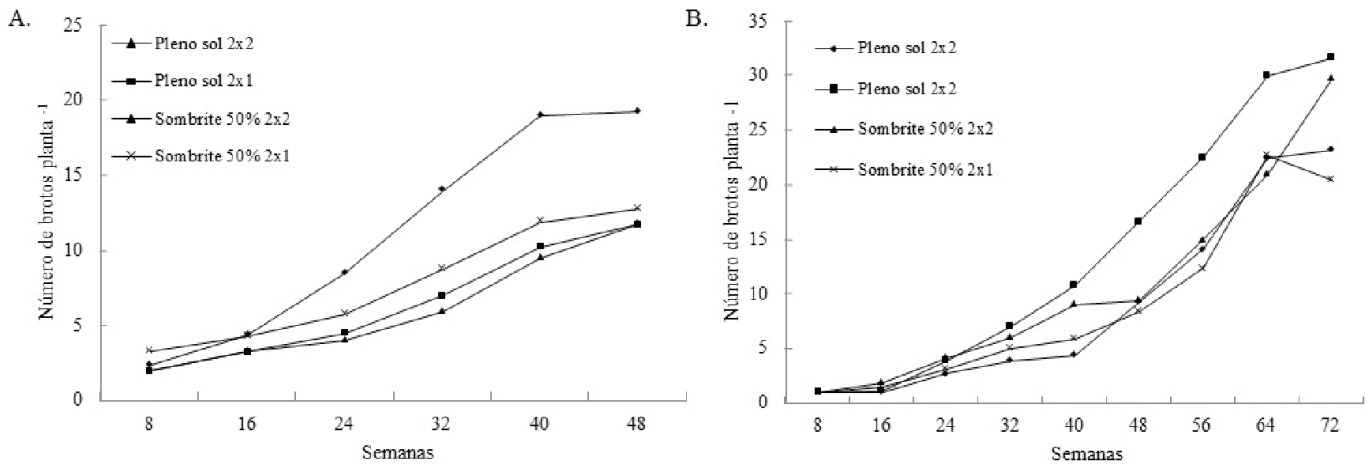 A.
Número de brotos planta -1
25
20
15
10
5
0
Pleno sol 2x2
Pleno sol 2x1
Sombrite 50% 2x2
Sombrite 50% 2x1
8 16 24 32 40 48
Semanas
B.
Número de brotos planta -1
35
30
25
20
15
10
5
0
Pleno sol 2x2
Pleno sol 2x2
Sombrite 50% 2x2
Sombrite 50% 2x1
8 16 24 32 40 48 56 64 72
Semanas